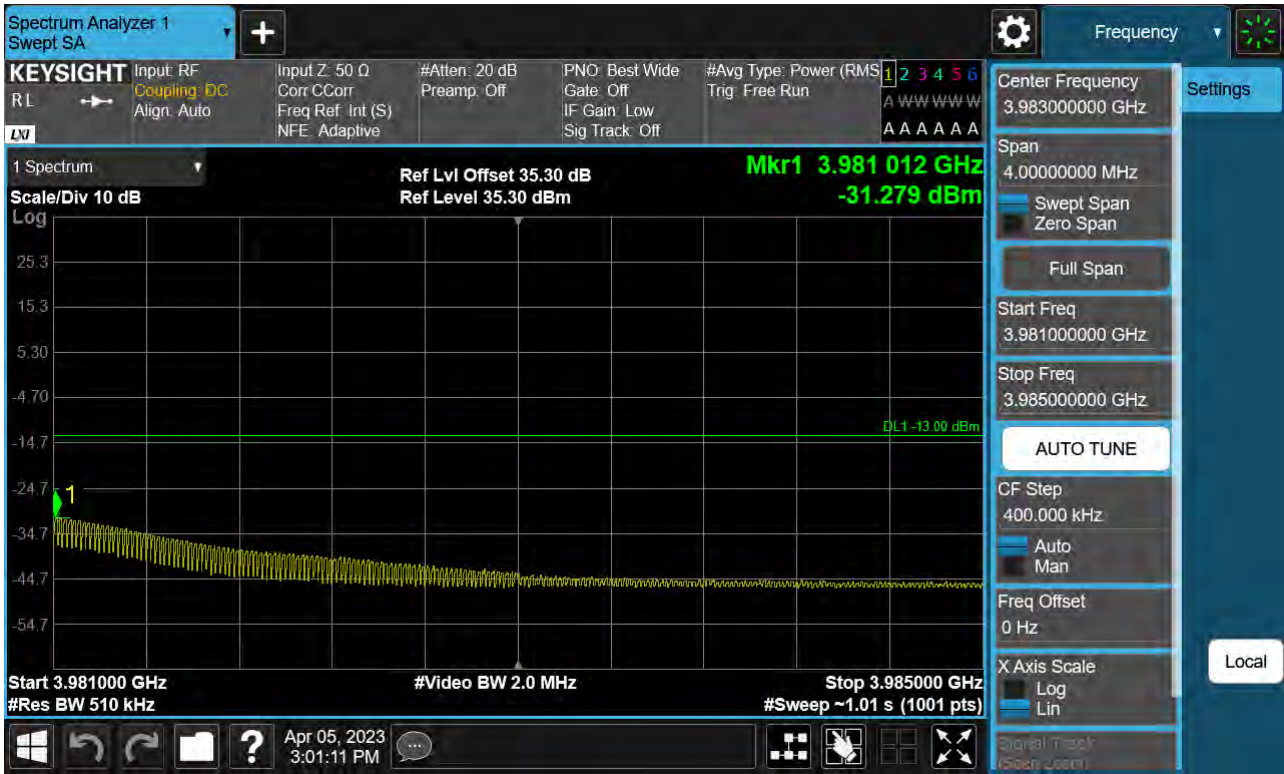 Spectrum Analyzer 1
Swept SA
+
Frequency
KEYSIGHT
RL
LXI
Input: RF
Coupling: DC
Align: Auto
Input Z: 50 Ω
Corr CCorr
Freq Ref: Int (S)
NFE: Adaptive
#Atten: 20 dB
Preamp: Off
PNO: Best Wide
Gate: Off
IF Gain: Low
Sig Track: Off
#Avg Type: Power (RMS
Trig: Free Run
1 2 3 4 5 6
A W W W W W
A A A A A A
1 Spectrum
Scale/Div 10 dB
Log
Ref Lvl Offset 35.30 dB
Ref Level 35.30 dBm
Mkr1 3.981 012 GHz
-31.279 dBm
25.3
15.3
5.30
-4.70
-14.7
-24.7
-34.7
-44.7
-54.7
DL1 -13.00 dBm
1
Start 3.981000 GHz
#Res BW 510 kHz
#Video BW 2.0 MHz
Stop 3.985000 GHz
#Sweep ~1.01 s (1001 pts)
Center Frequency
3.983000000 GHz
Span
4.00000000 MHz
Swept Span
Zero Span
Full Span
Start Freq
3.981000000 GHz
Stop Freq
3.985000000 GHz
AUTO TUNE
CF Step
400.000 kHz
Auto
Man
Freq Offset
0 Hz
X Axis Scale
Log
Lin
Signal Track
(Span Zoom)
Settings
Local
?
Apr 05, 2023
3:01:11 PM